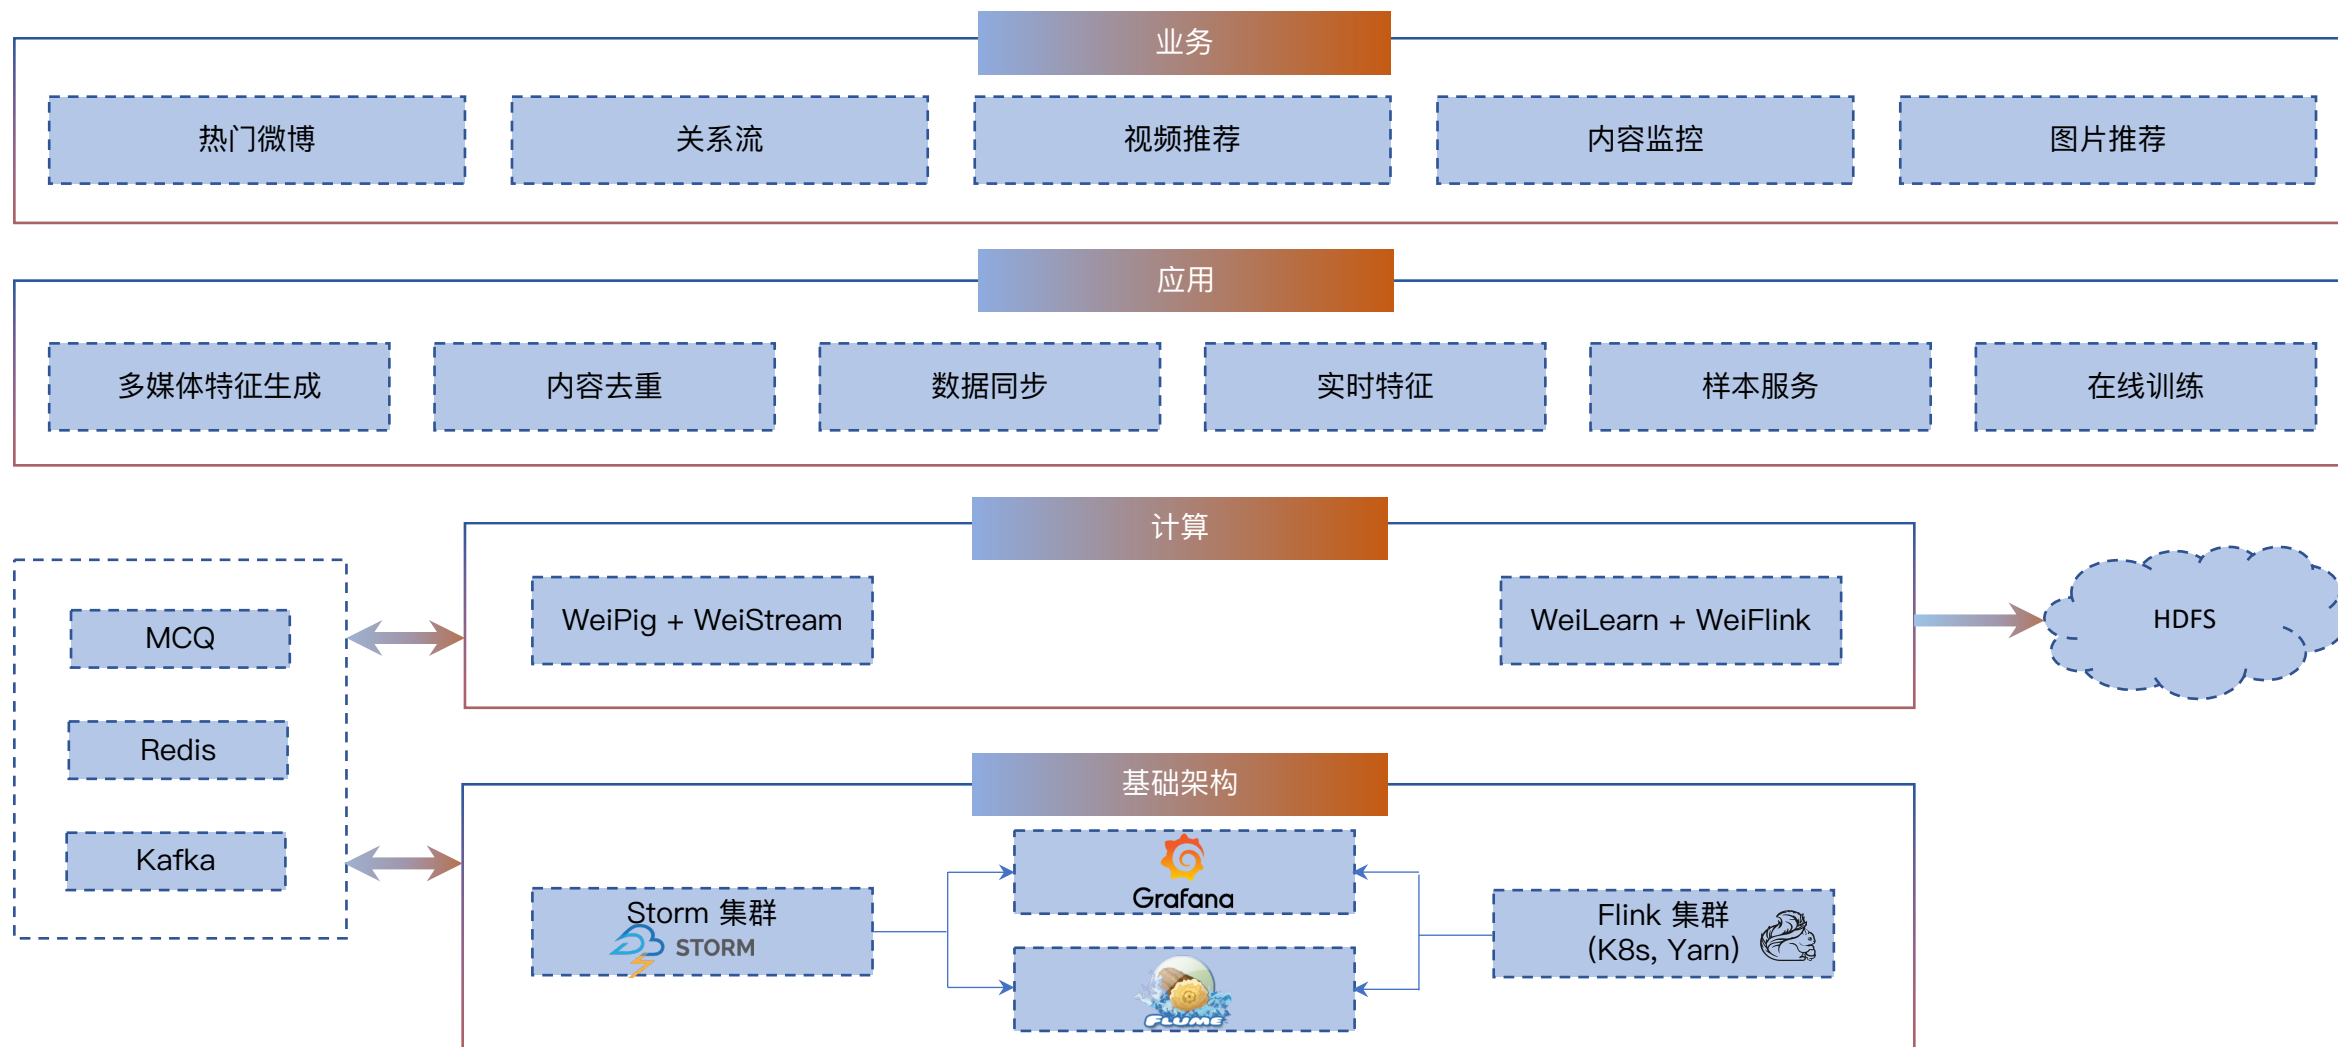 业务
热门微博
关系流
视频推荐
内容监控
图片推荐
应用
多媒体特征生成
内容去重
数据同步
实时特征
样本服务
在线训练
计算
WeiPig + WeiStream
WeiLearn + WeiFlink
HDFS
MCQ
Redis
Kafka
基础架构
Storm 集群
STORM
Grafana
FLUME
Flink 集群
(K8s, Yarn)